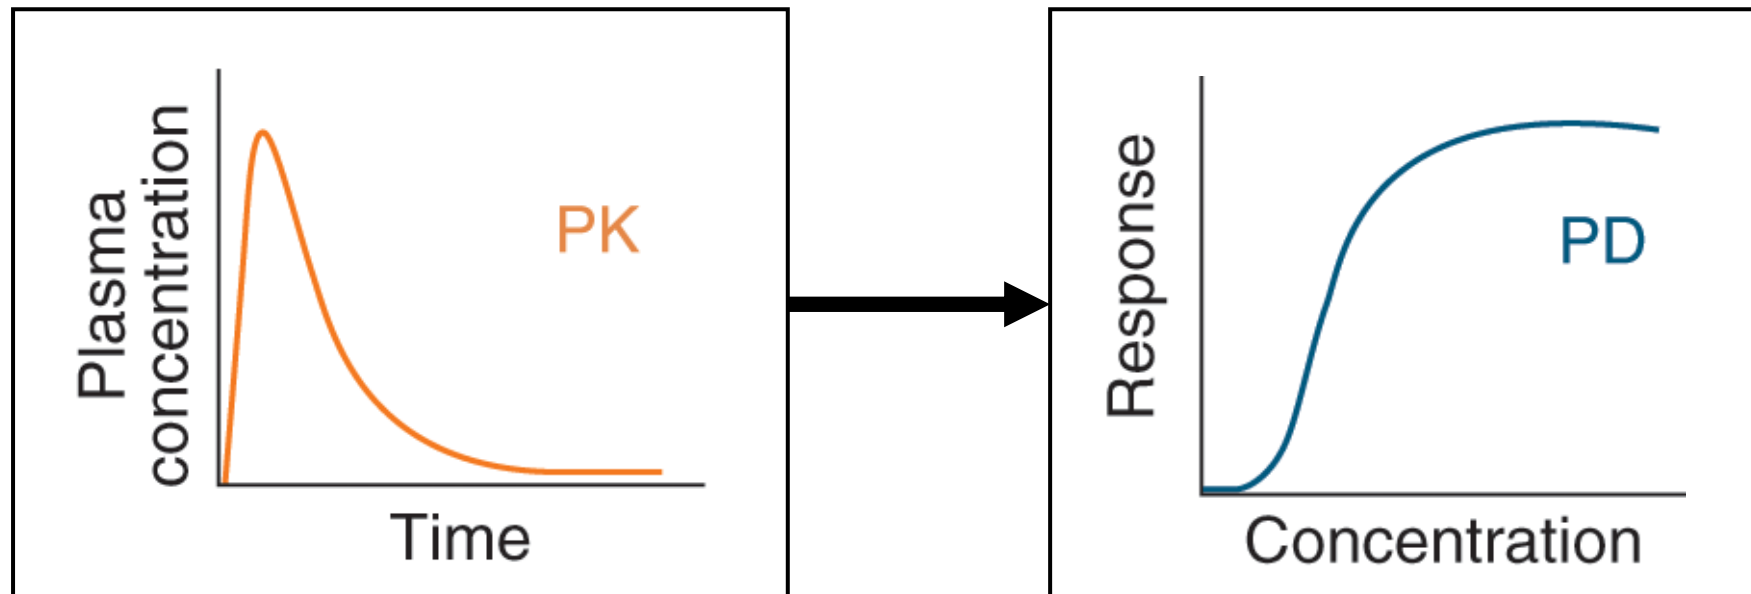 Plasma
concentration
PK
Time
Response
PD
Concentration